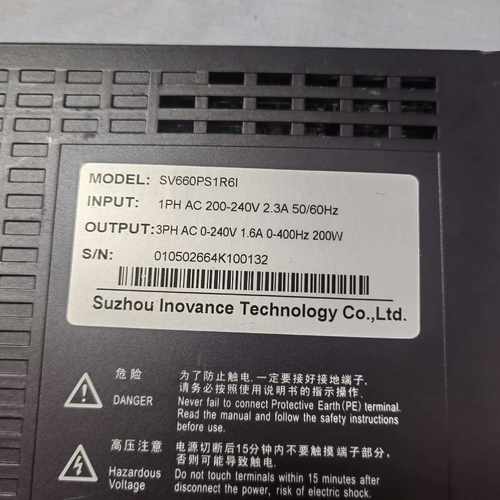 MODEL: SV660PS1R6I
INPUT: 1PH AC 200-240V 2.3A 50/60Hz
OUTPUT: 3PH AC 0-240V 1.6A 0-400Hz 200W
S/N: 010502664K100132
Suzhou Inovance Technology Co.,Ltd.
危险
DANGER
为了防止触电,一定要接好接地端子.
请务必按照使用说明书的指示操作.
Never fail to connect Protective Earth(PE) terminal.
Read the manual and follow the safety instructions
before use.
高压注意
Hazardous
Voltage
电源切断后15分钟内不要触摸端子部分,
否则可能导致触电.
Do not touch terminals within 15 minutes after
disconnect the power, risk of electric shock.